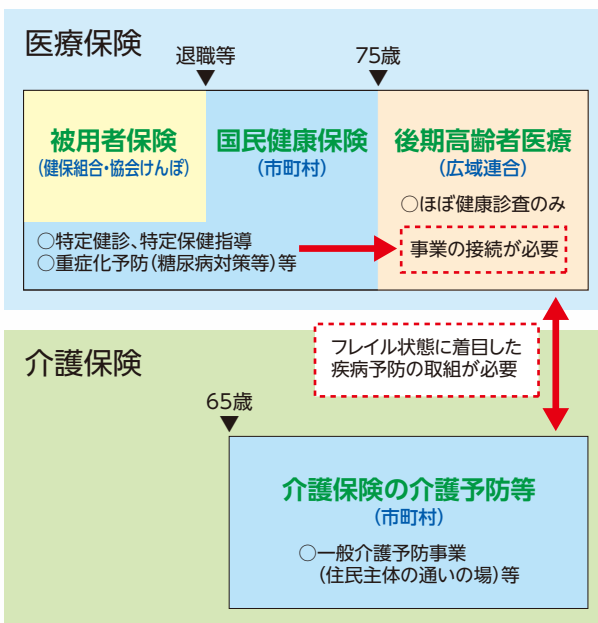 医療保険
退職等
75歳
被用者保険
(健保組合・協会けんぽ)
国民健康保険
(市町村)
後期高齢者医療
(広域連合)
○ほぼ健康診査のみ
○特定健診、特定保健指導
○重症化予防(糖尿病対策等)等
事業の接続が必要
フレイル状態に着目した
疾病予防の取組が必要
介護保険
65歳
介護保険の介護予防等
(市町村)
○一般介護予防事業
(住民主体の通いの場)等